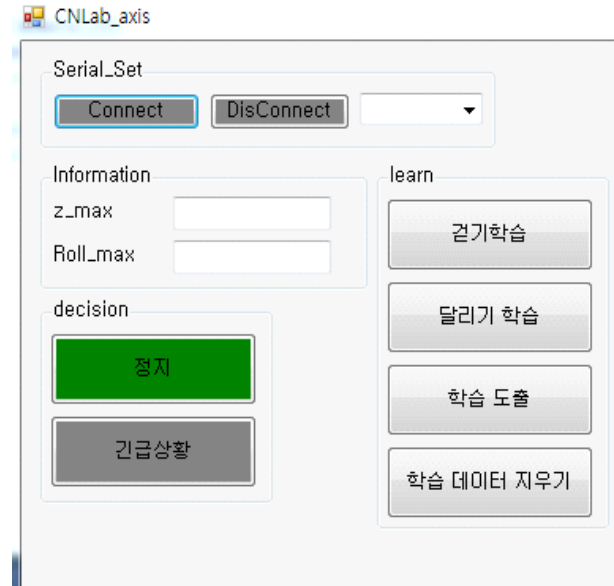 CNLab_axis
Serial_Set
Connect DisConnect
Information
z_max
Roll_max
decision
정지
긴급상황
learn
걷기학습
달리기 학습
학습 도출
학습 데이터 지우기